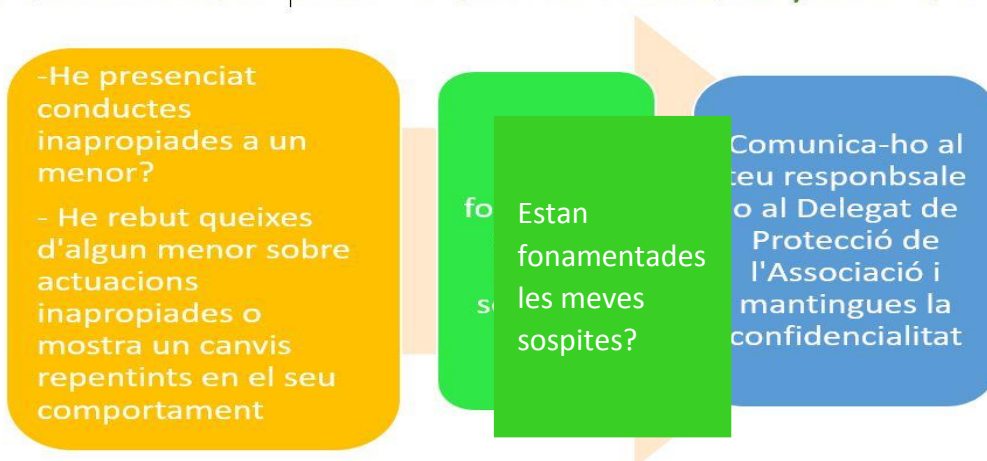 -He presenciat
conductes
inapropiades a un
menor?
- He rebut queixes
d'algun menor sobre
actuacions
inapropiades o
mostra un canvis
repentints en el seu
comportament
Estan
fonamentades
les meves
sospites?
Comunica-ho al
teu responbsale
o al Delegat de
Protecció de
l'Associació i
mantingues la
confidencialitat